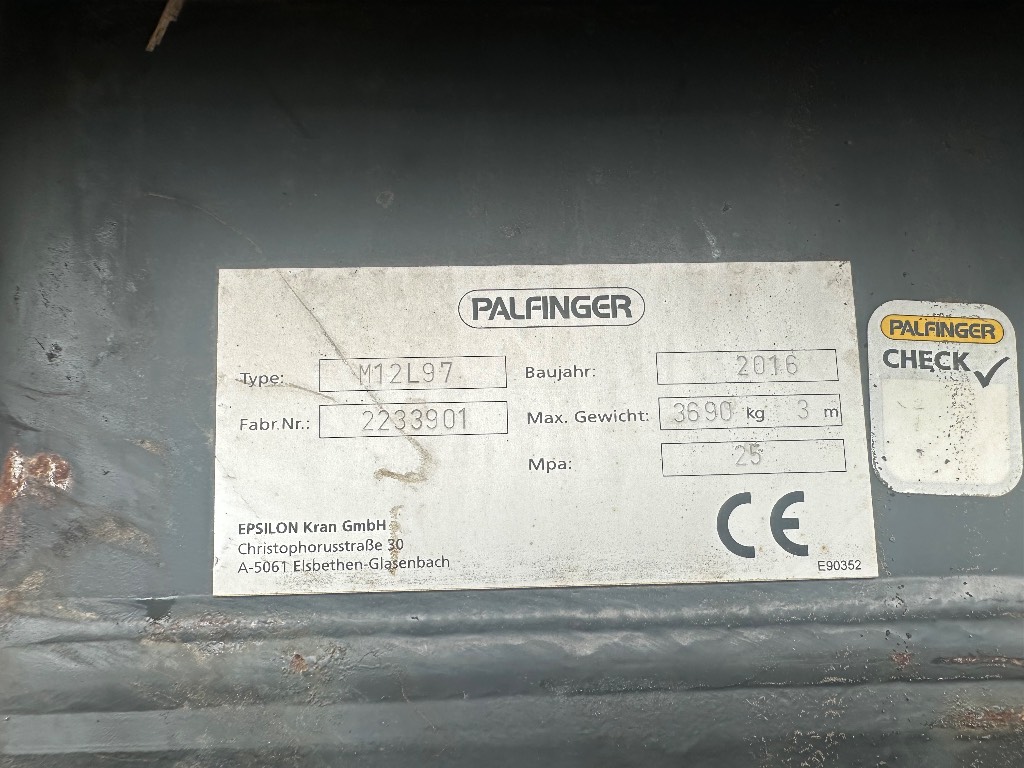 PALFINGER
Type: M12L97 Baujahr: 2016
Fabr.Nr.: 2233901 Max. Gewicht: 3690 kg 3 m
Mpa: 25
EPSILON Kran GmbH
Christophorusstraße 30
A-5061 Elsbethen-Glasenbach
CE
E90352
PALFINGER
CHECK